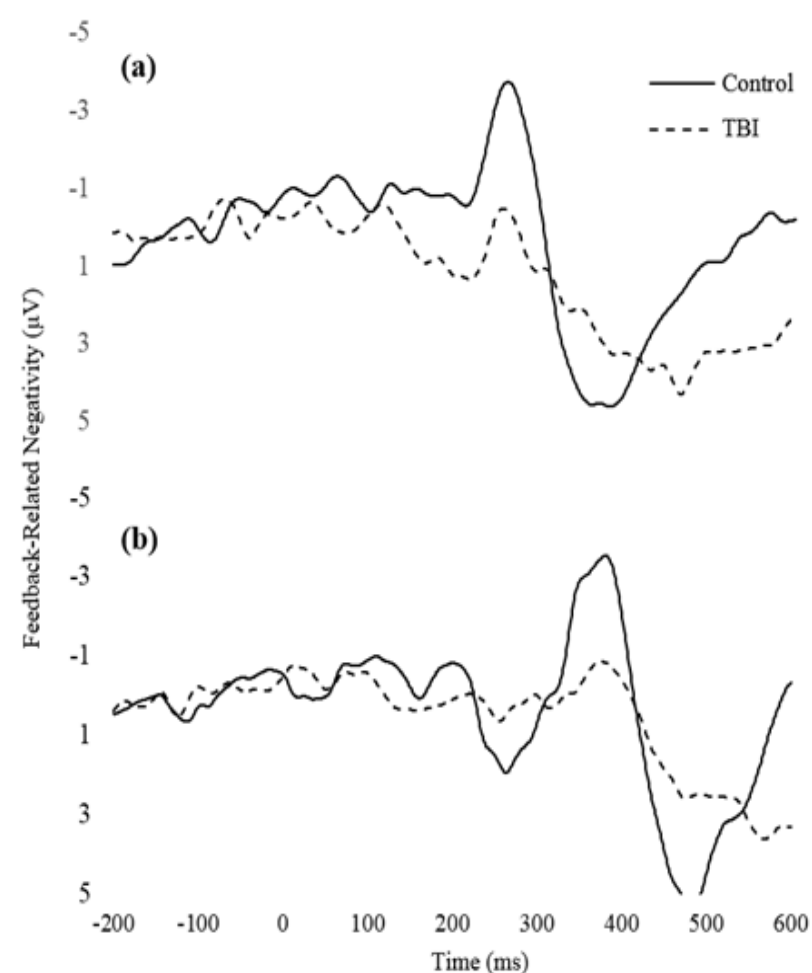 -5
(a)
Control
-3
TBI
-1
1
3
5
Feedback-Related Negativity (µV)
-5
(b)
-3
-1
1
3
5
-200 -100 0 100 200 300 400 500 600
Time (ms)